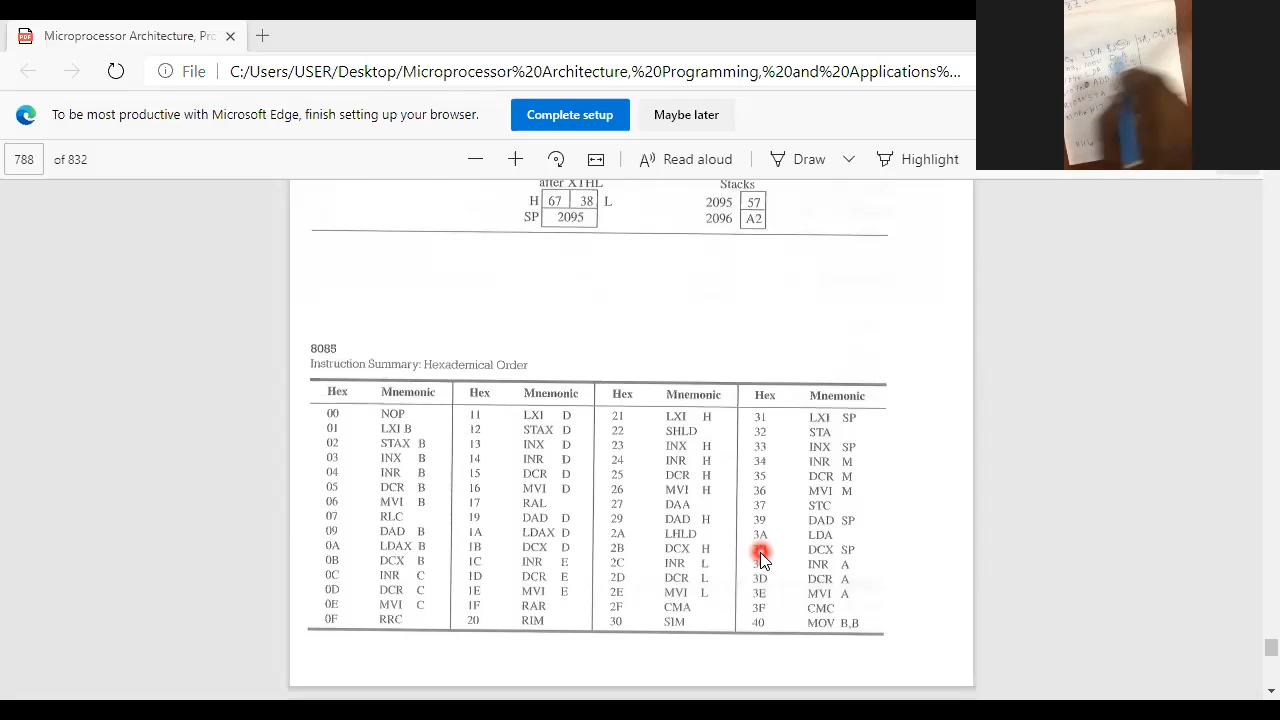 Microprocessor Architecture, Prc
File C:/Users/USER/Desktop/Microprocessor%20Architecture,%20Programming,%20and%20Applications%...
To be most productive with Microsoft Edge, finish setting up your browser. Complete setup Maybe later
788 of 832 Read aloud Draw Highlight
after XTHL Stacks
H 67 38 L 2095 57
SP 2095 2096 A2
8085
Instruction Summary: Hexademical Order
Hex Mnemonic Hex Mnemonic Hex Mnemonic Hex Mnemonic
00 NOP 11 LXI D 21 LXI H 31 LXI SP
01 LXI B 12 STAX D 22 SHLD 32 STA
02 STAX B 13 INX D 23 INX H 33 INX SP
03 INX B 14 INR D 24 INR H 34 INR M
04 INR B 15 DCR D 25 DCR H 35 DCR M
05 DCR B 16 MVI D 26 MVI H 36 MVI M
06 MVI B 17 RAL 27 DAA 37 STC
07 RLC 19 DAD D 29 DAD H 39 DAD SP
09 DAD B 1A LDAX D 2A LHLD 3A LDA
0A LDAX B 1B DCX D 2B DCX H DCX SP
0B DCX B 1C INR E 2C INR L INR A
0C INR C 1D DCR E 2D DCR L 3D DCR A
0D DCR C 1E MVI E 2E MVI L 3E MVI A
0E MVI C 1F RAR 2F CMA 3F CMC
0F RRC 20 RIM 30 SIM 40 MOV B,B